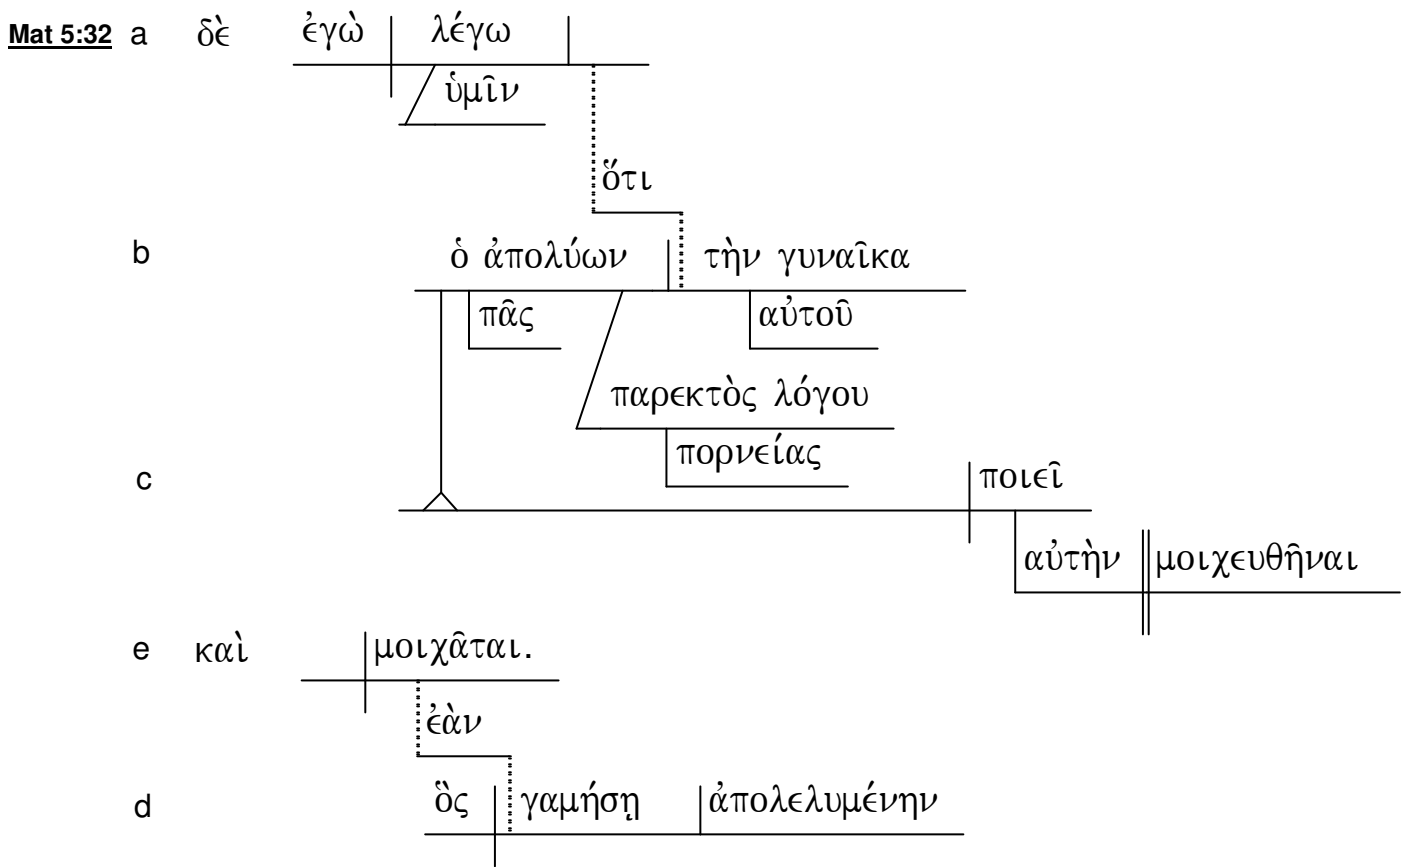 Mat 5:32 a δὲ ἐγὼ λέγω
ὑμῖν
ὅτι
b ὁ ἀπολύων τὴν γυναῖκα
πᾶς αὐτοῦ
παρεκτὸς λόγου
πορνείας
c ποιεῖ
αὐτὴν μοιχευθῆναι
e καὶ μοιχᾶται.
ἐὰν
d ὃς γαμήσῃ ἀπολελυμένην